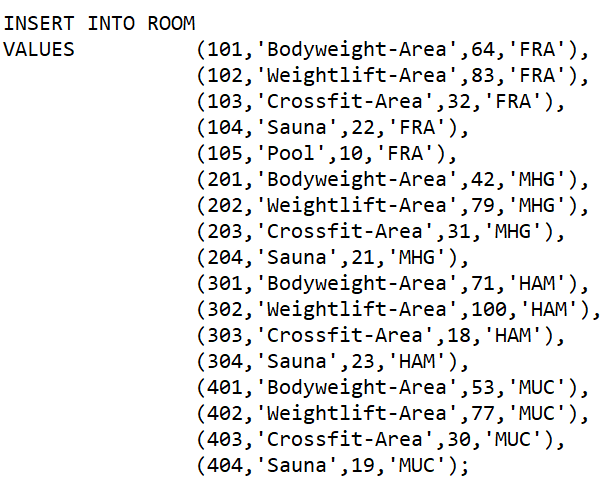 INSERT INTO ROOM
VALUES (101,'Bodyweight-Area',64,'FRA'),
(102,'Weightlift-Area',83,'FRA'),
(103,'Crossfit-Area',32,'FRA'),
(104,'Sauna',22,'FRA'),
(105,'Pool',10,'FRA'),
(201,'Bodyweight-Area',42,'MHG'),
(202,'Weightlift-Area',79,'MHG'),
(203,'Crossfit-Area',31,'MHG'),
(204,'Sauna',21,'MHG'),
(301,'Bodyweight-Area',71,'HAM'),
(302,'Weightlift-Area',100,'HAM'),
(303,'Crossfit-Area',18,'HAM'),
(304,'Sauna',23,'HAM'),
(401,'Bodyweight-Area',53,'MUC'),
(402,'Weightlift-Area',77,'MUC'),
(403,'Crossfit-Area',30,'MUC'),
(404,'Sauna',19,'MUC');